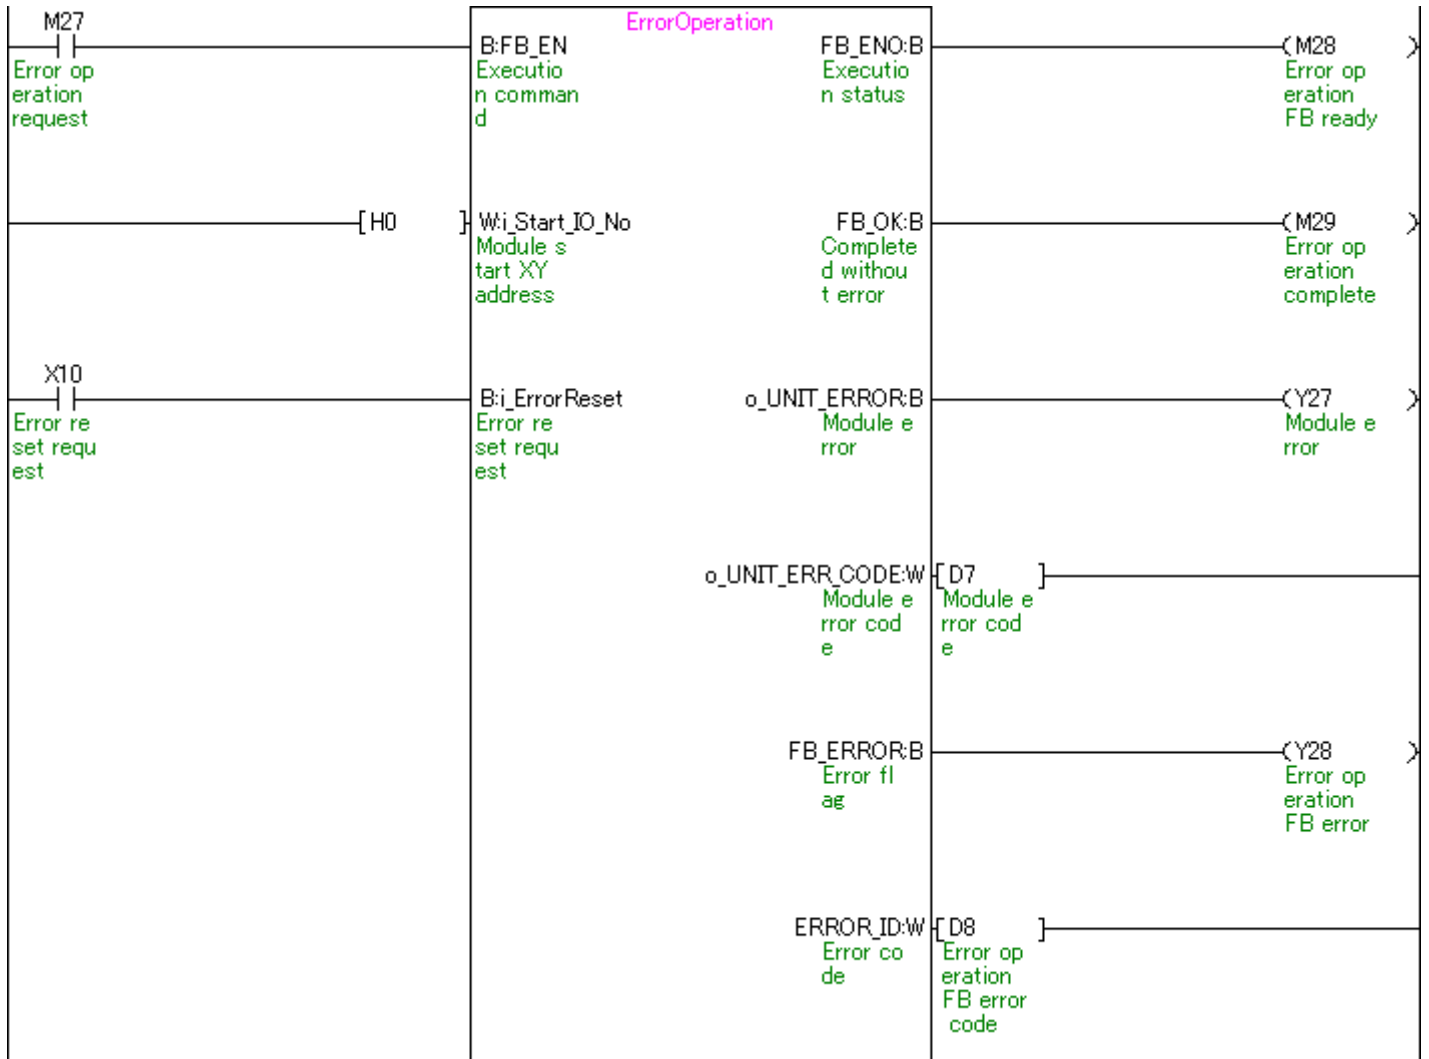 M27
ErrorOperation
B:FB_EN
FB_ENO:B
(M28 )
Error op
eration
request
Executio
n comman
d
Executio
n status
Error op
eration
FB ready
[H0 ]
W:i_Start_IO_No
FB_OK:B
(M29 )
Module s
tart XY
address
Complete
d withou
t error
Error op
eration
complete
X10
B:i_ErrorReset
o_UNIT_ERROR:B
(Y27 )
Error re
set requ
est
Error re
set requ
est
Module e
rror
Module e
rror
o_UNIT_ERR_CODE:W
[D7 ]
Module e
rror cod
e
Module e
rror cod
e
FB_ERROR:B
(Y28 )
Error fl
ag
Error op
eration
FB error
ERROR_ID:W
[D8 ]
Error co
de
Error op
eration
FB error
code